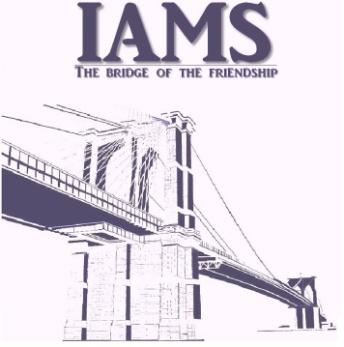 IAMS
THE BRIDGE OF THE FRIENDSHIP